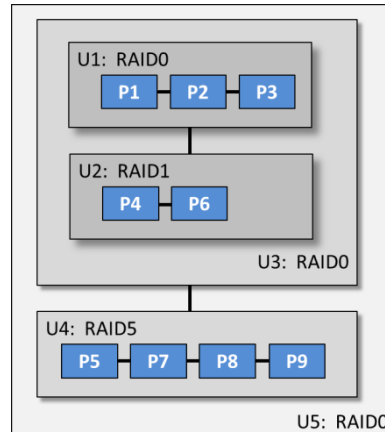 U1: RAID0
P1 P2 P3
U2: RAID1
P4 P6
U3: RAID0
U4: RAID5
P5 P7 P8 P9
U5: RAID0